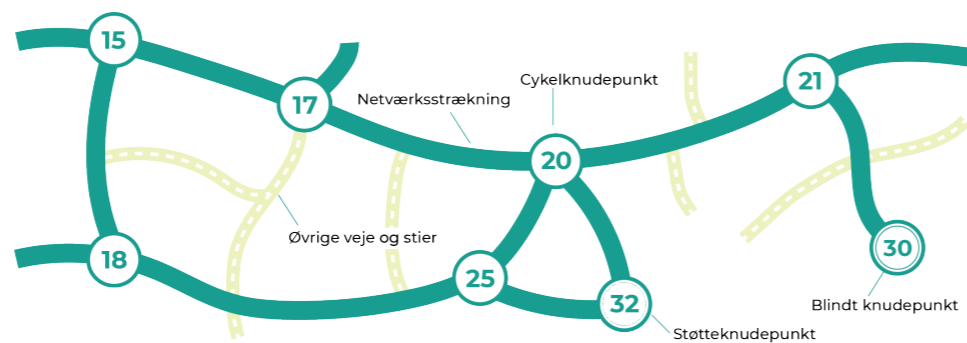 15
17
Netværksstrækning
Cykelknudepunkt
21
20
Øvrige veje og stier
18
25
32
30
Blindt knudepunkt
Støtteknudepunkt